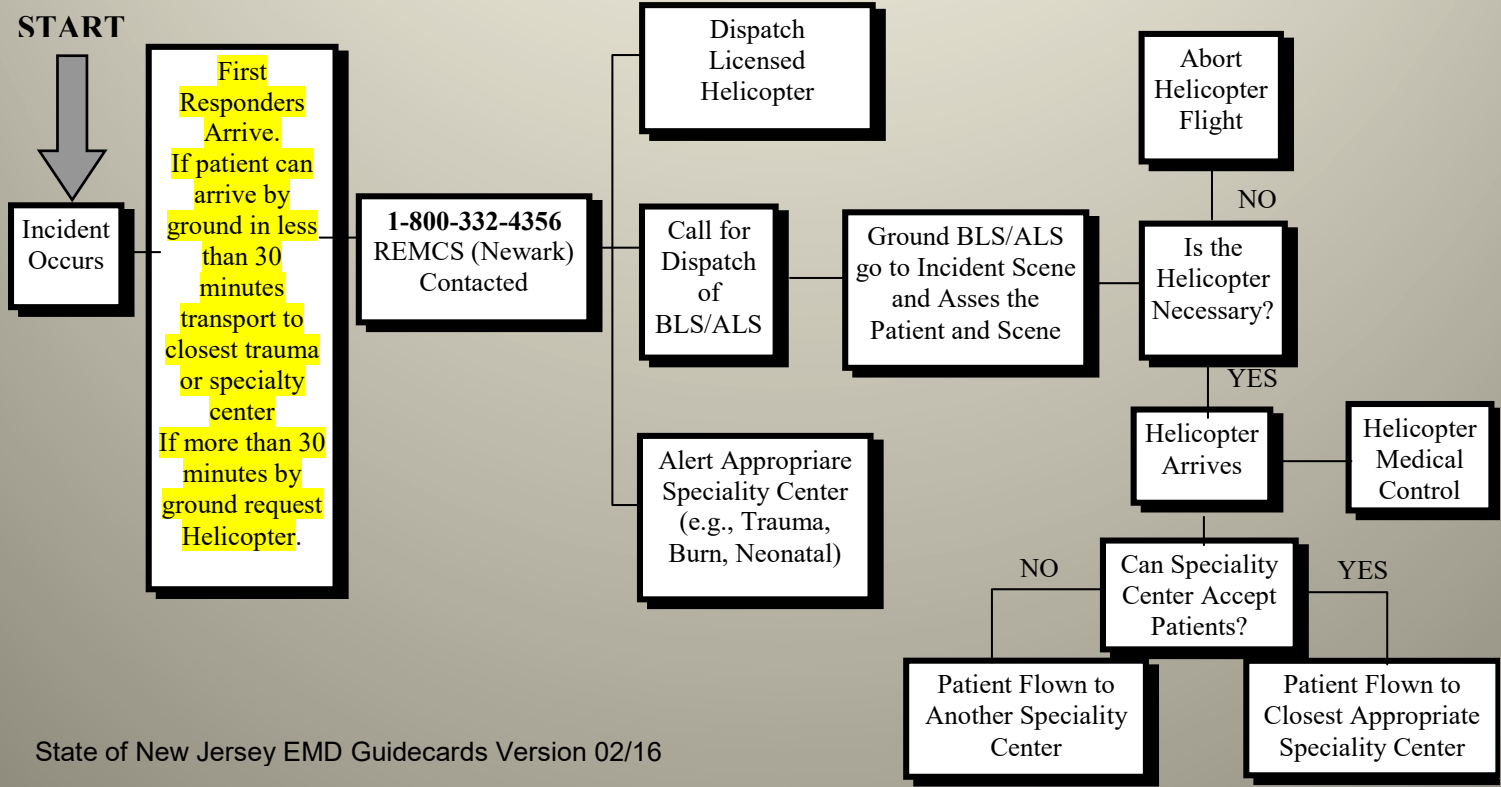 START
Incident
Occurs
First
Responders
Arrive.
If patient can
arrive by
ground in less
than 30
minutes
transport to
closest trauma
or specialty
center
If more than 30
minutes by
ground request
Helicopter.
1-800-332-4356
REMCS (Newark)
Contacted
Dispatch
Licensed
Helicopter
Call for
Dispatch
of
BLS/ALS
Alert Appropriare
Speciality Center
(e.g., Trauma,
Burn, Neonatal)
Ground BLS/ALS
go to Incident Scene
and Asses the
Patient and Scene
Abort
Helicopter
Flight
NO
Is the
Helicopter
Necessary?
YES
Helicopter
Arrives
Helicopter
Medical
Control
Can Speciality
Center Accept
Patients?
NO
YES
Patient Flown to
Another Speciality
Center
Patient Flown to
Closest Appropriate
Speciality Center
State of New Jersey EMD Guidecards Version 02/16